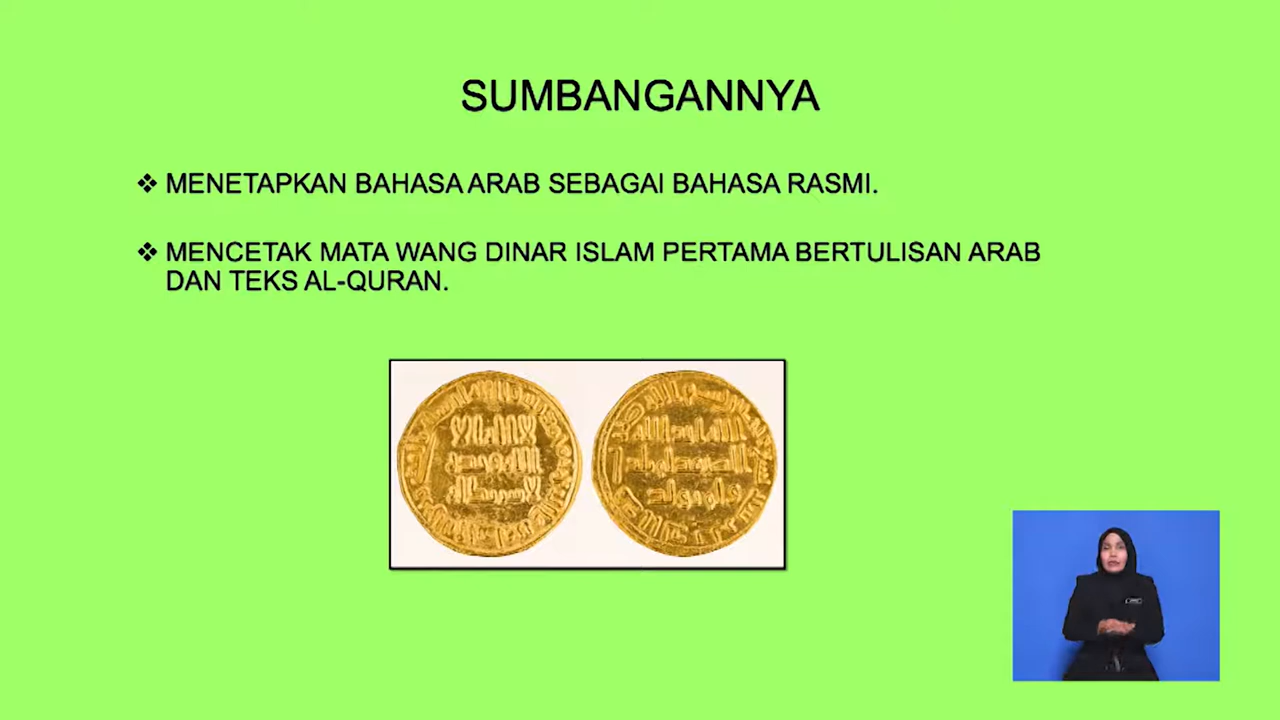 SUMBANGANNYA
❖ MENETAPKAN BAHASA ARAB SEBAGAI BAHASA RASMI.
❖ MENCETAK MATA WANG DINAR ISLAM PERTAMA BERTULISAN ARAB
DAN TEKS AL-QURAN.